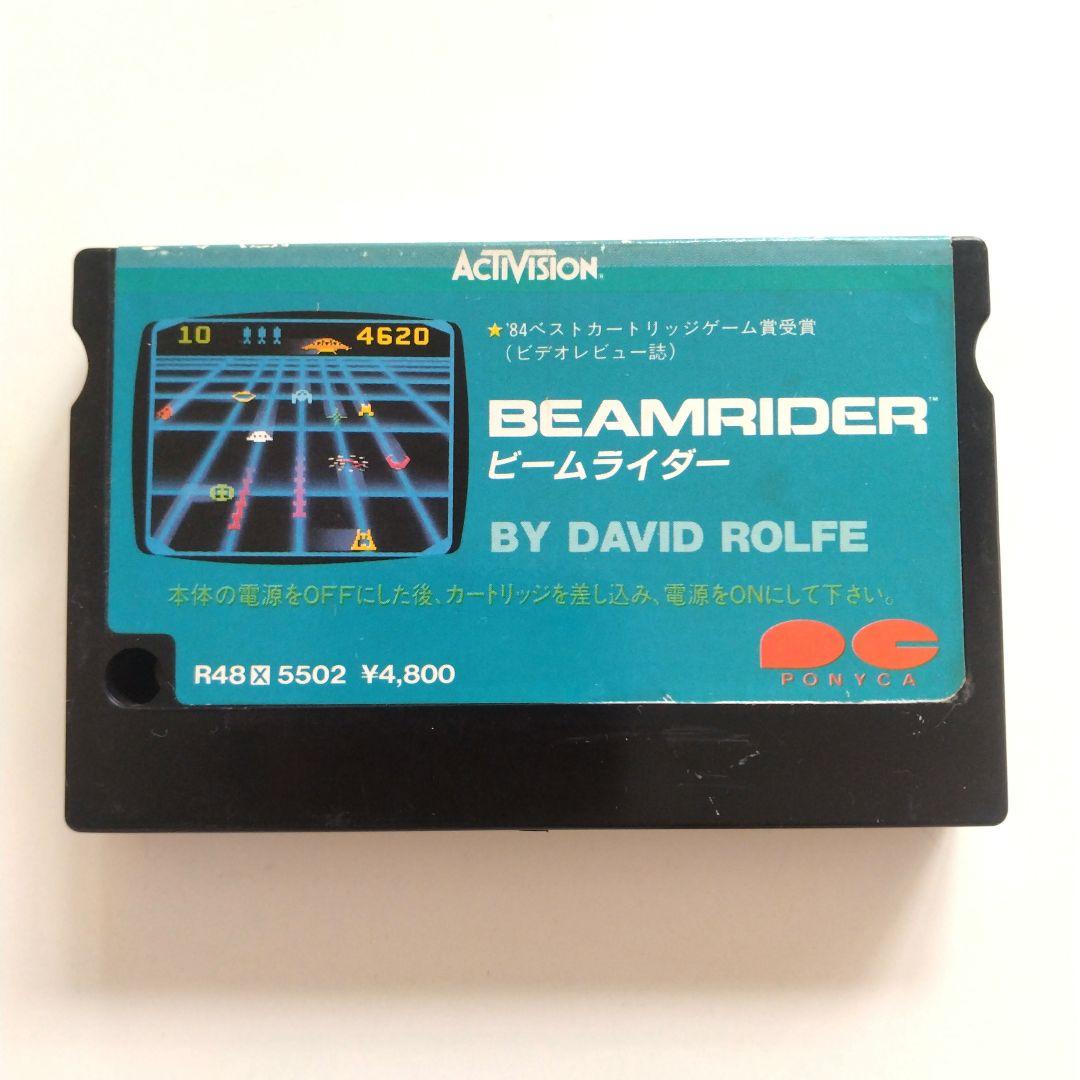 ACTIVISION
10 4620
★'84ベストカートリッジゲーム賞受賞
(ビデオレビュー誌)
BEAMRIDER™
ビームライダー
BY DAVID ROLFE
本体の電源をOFFにした後、カートリッジを差し込み、電源をONにして下さい。
R48 X 5502 ¥4,800
PC
PONYCA